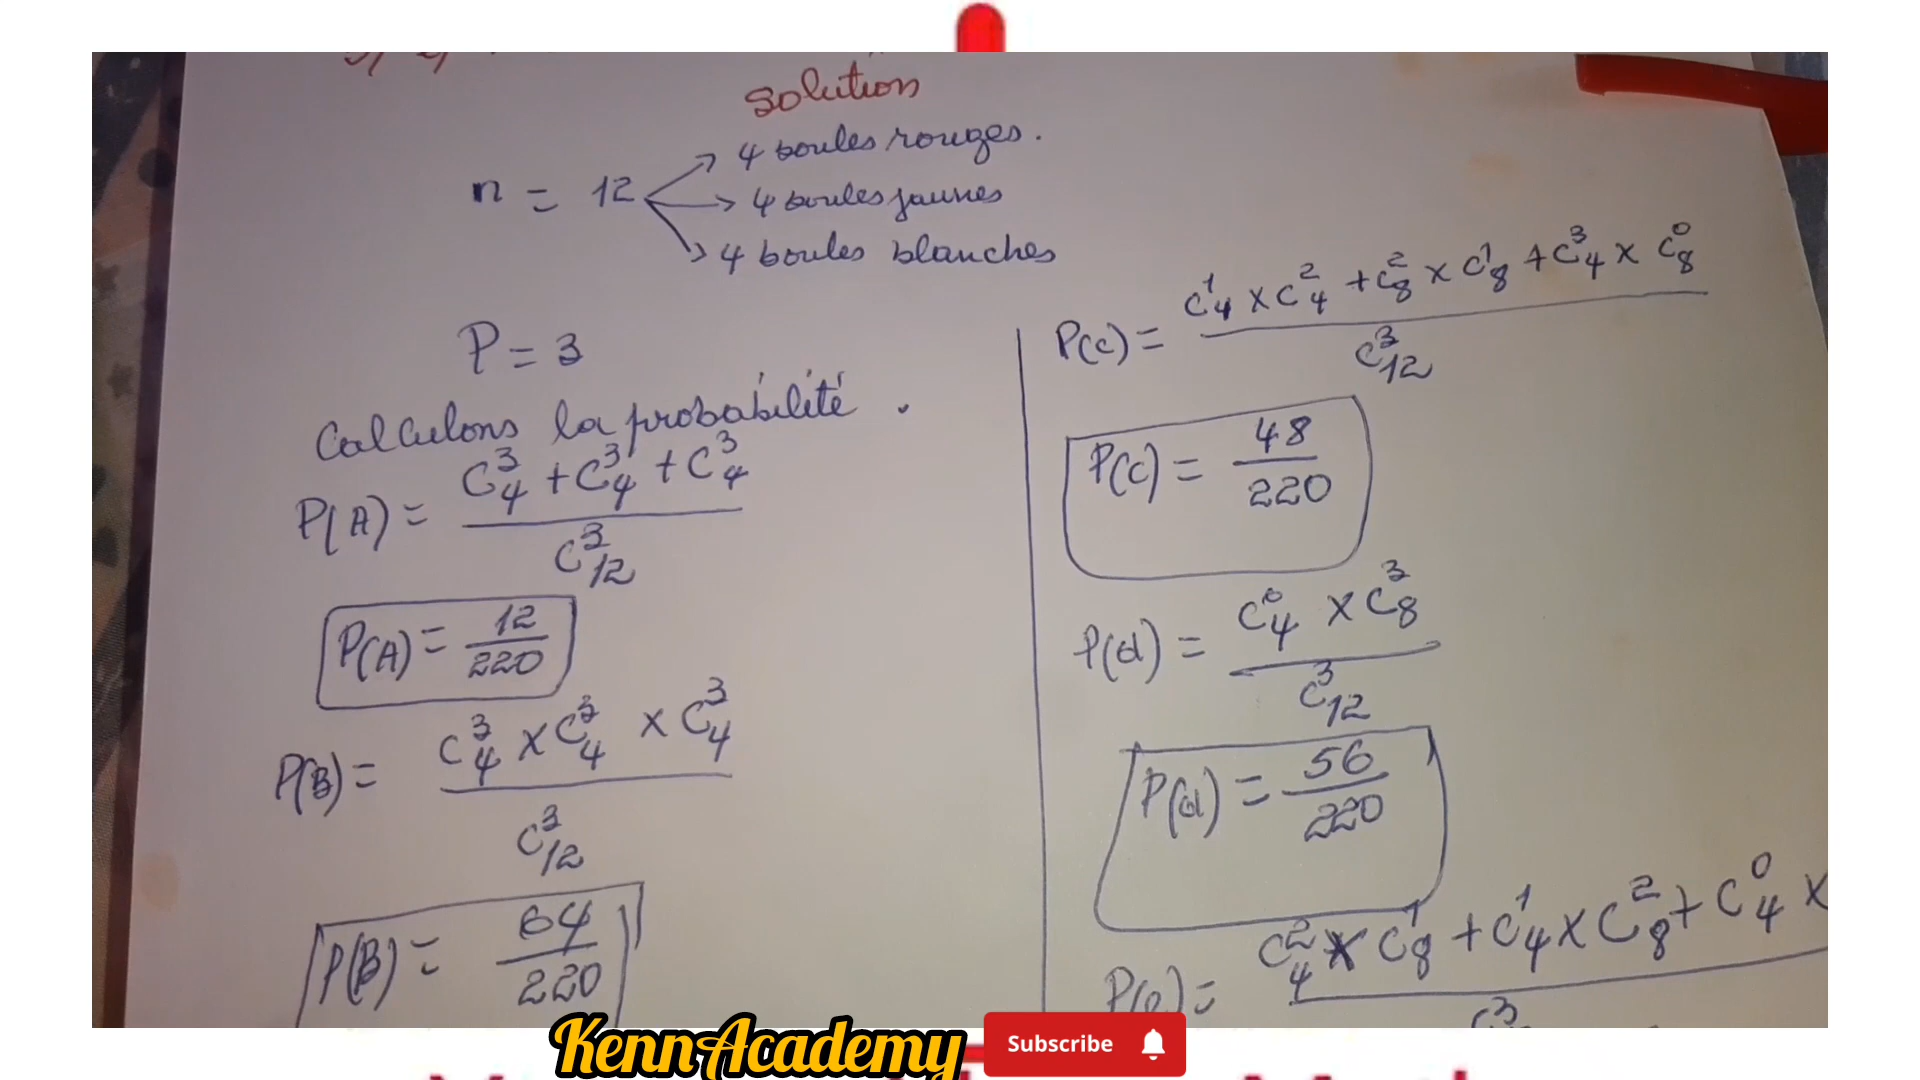 solution
n = 12
4 boules rouges.
4 boules jaunes
4 boules blanches
P = 3
Calculons la probabilité.
P(A) = (C³₄ + C³₄ + C³₄) / C³₁₂
P(A) = 12/220
P(B) = (C³₄ × C³₄ × C³₄) / C³₁₂
P(B) = 64/220
P(c) = (C¹₄ × C²₄ + C²₈ × C¹₈ + C³₄ × C⁰₈) / C³₁₂
P(c) = 48/220
P(d) = (C⁰₄ × C³₈) / C³₁₂
P(d) = 56/220
P(e) = C²₄ × C¹₈ + C¹₄ × C²₈ + C⁰₄ ×
KennAcademy
Subscribe